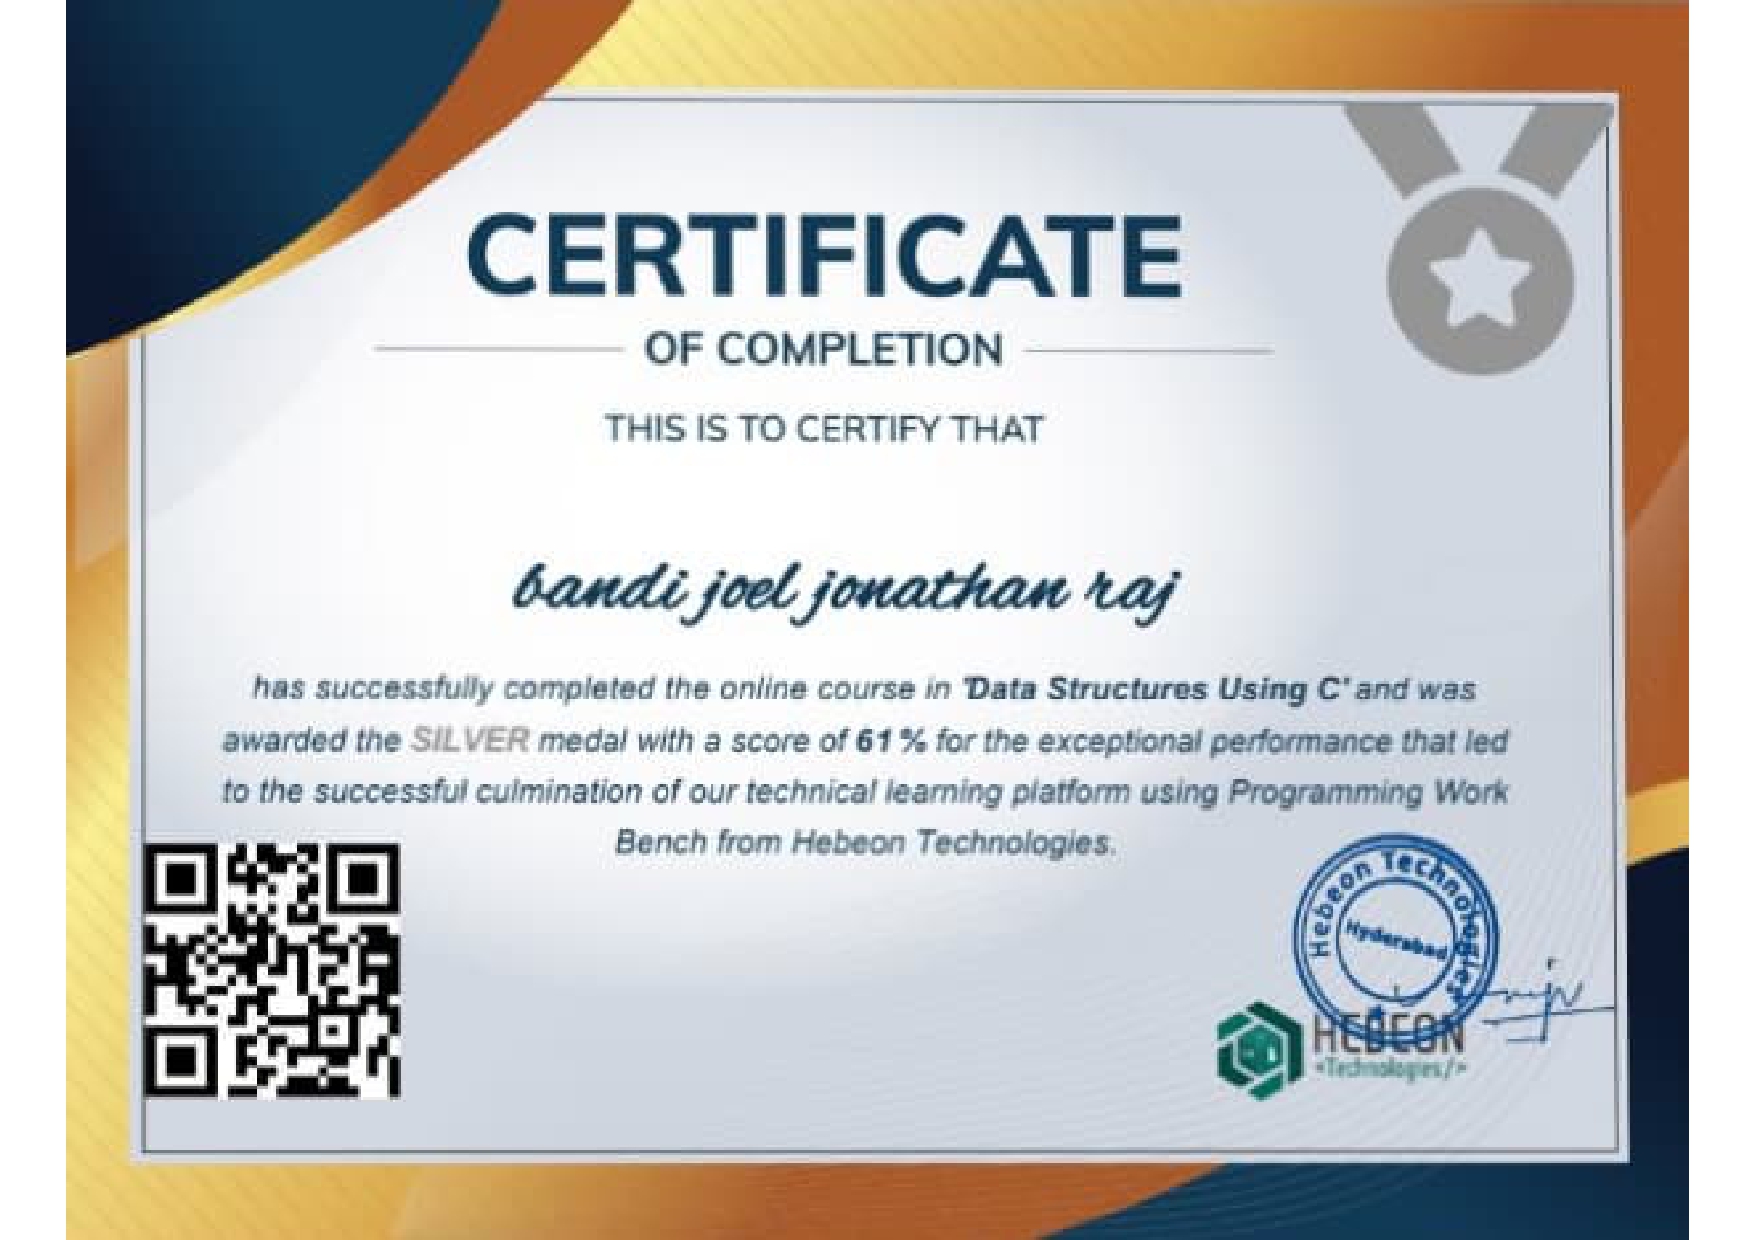 CERTIFICATE
OF COMPLETION
THIS IS TO CERTIFY THAT
bandi joel jonathan raj
has successfully completed the online course in 'Data Structures Using C' and was
awarded the SILVER medal with a score of 61 % for the exceptional performance that led
to the successful culmination of our technical learning platform using Programming Work
Bench from Hebeon Technologies.
Hebeon Technologies
Hyderabad
HEBEON
<Technologies/>